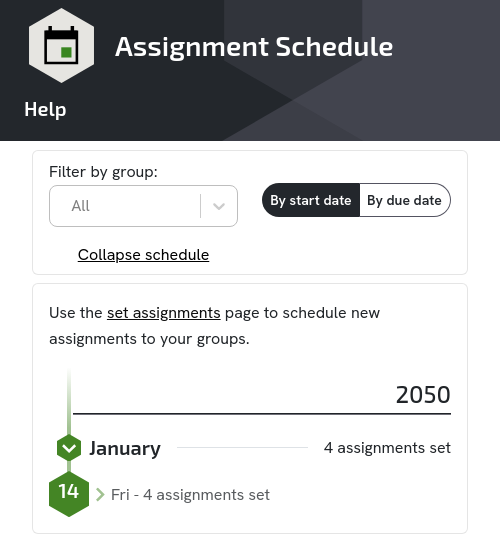 Assignment Schedule
Help
Filter by group:
All
By start date
By due date
Collapse schedule
Use the set assignments page to schedule new
assignments to your groups.
2050
January
4 assignments set
14
Fri - 4 assignments set